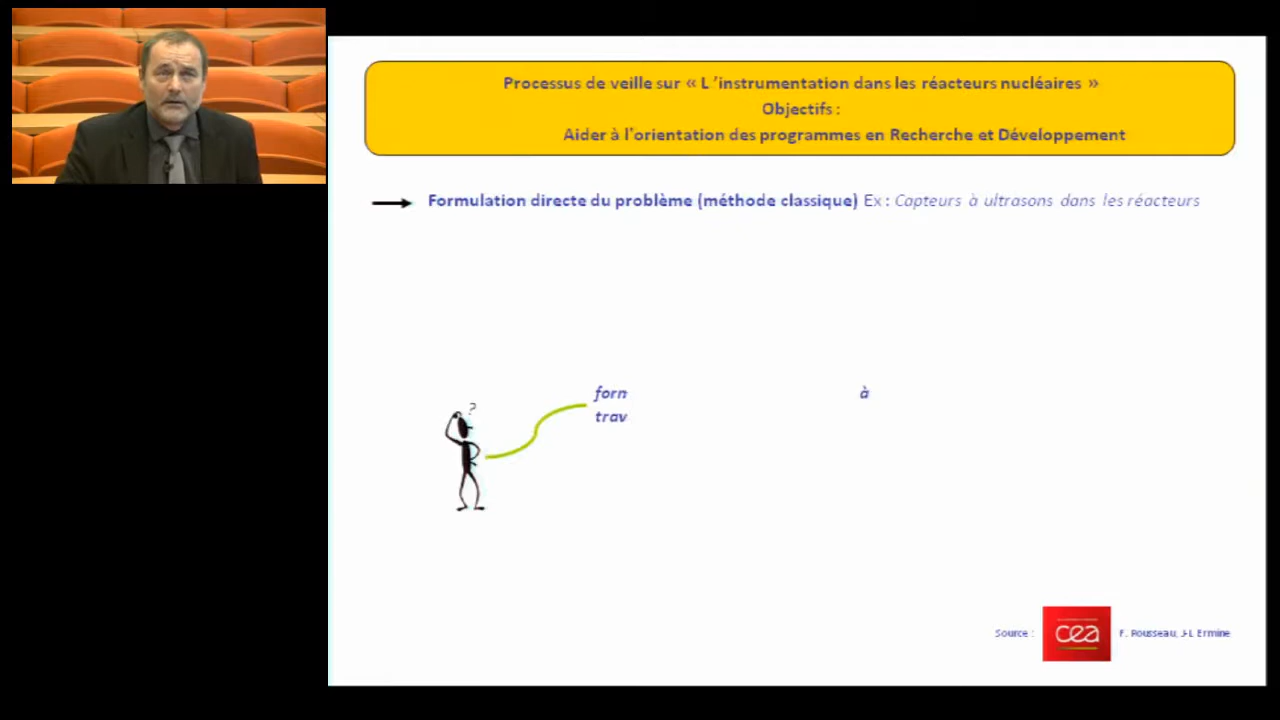 Processus de veille sur « L ’instrumentation dans les réacteurs nucléaires »
Objectifs :
Aider à l'orientation des programmes en Recherche et Développement
Formulation directe du problème (méthode classique) Ex : Capteurs à ultrasons dans les réacteurs
forn à
trav
?
Source : cea F. Rousseau, J-L Ermine